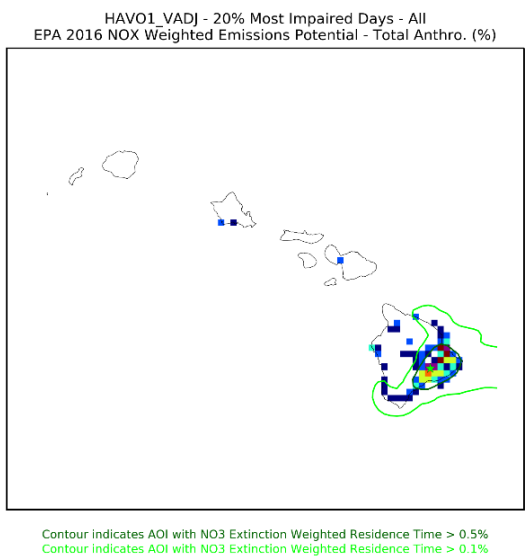 HAVO1_VADJ - 20% Most Impaired Days - All
EPA 2016 NOX Weighted Emissions Potential - Total Anthro. (%)
Contour indicates AOI with NO3 Extinction Weighted Residence Time > 0.5%
Contour indicates AOI with NO3 Extinction Weighted Residence Time > 0.1%